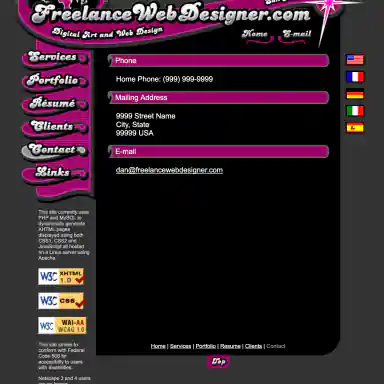 FreelanceWebDesigner.com
Digital Art and Web Design
Home E-mail
Services
Portfolio
Résumé
Clients
Contact
Links
Phone
Home Phone: (999) 999-9999
Mailing Address
9999 Street Name
City, State
99999 USA
E-mail
dan@freelancewebdesigner.com
This site currently uses
PHP and MySQL to
dynamically generate
XHTML pages
displayed using both
CSS1, CSS2 and
JavaScript all hosted
on a Linux server using
Apache.
W3C XHTML 1.0
W3C CSS
W3C WAI-AA WCAG 1.0
This site strives to
conform with Federal
Code 508 for
accessibility to users
with disabilities.
Netscape 3 and 4 users
Home | Services | Portfolio | Resume | Clients | Contact
Top